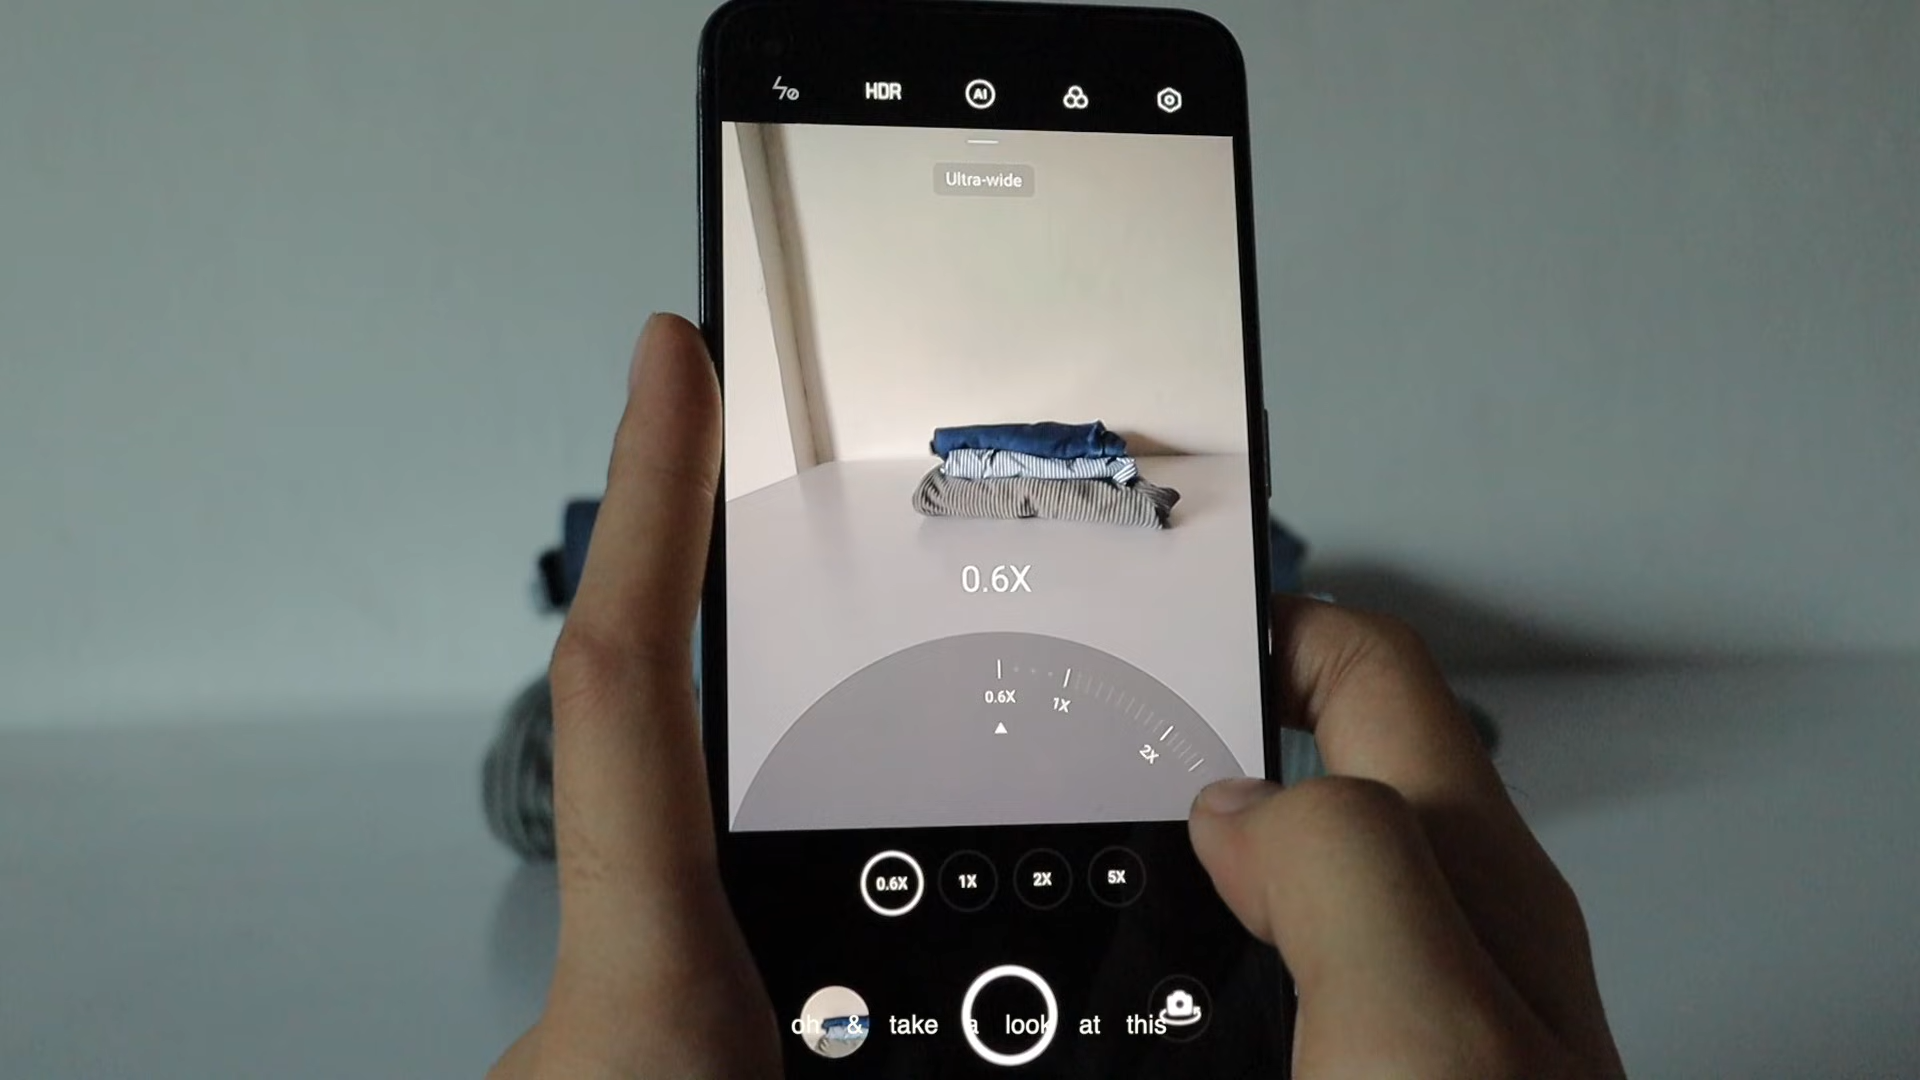 HDR
AI
Ultra-wide
0.6X
0.6X 1X 2X
0.6X 1X 2X 5X
oh & take a look at this